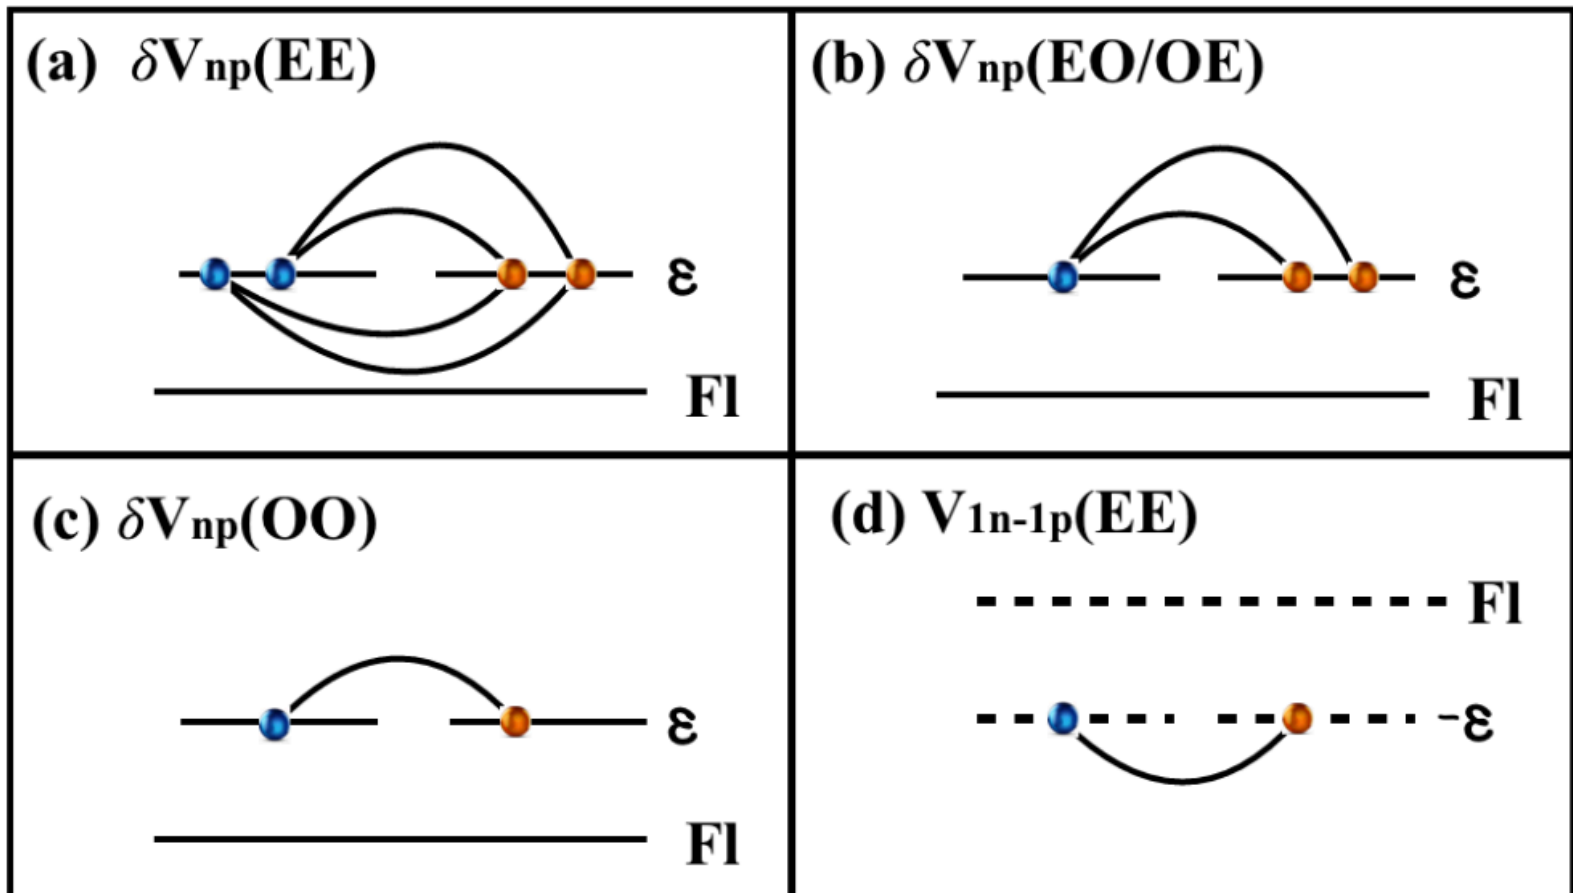 (a) δVnp(EE)
ε
Fl
(b) δVnp(EO/OE)
ε
Fl
(c) δVnp(OO)
ε
Fl
(d) V1n-1p(EE)
Fl
-ε